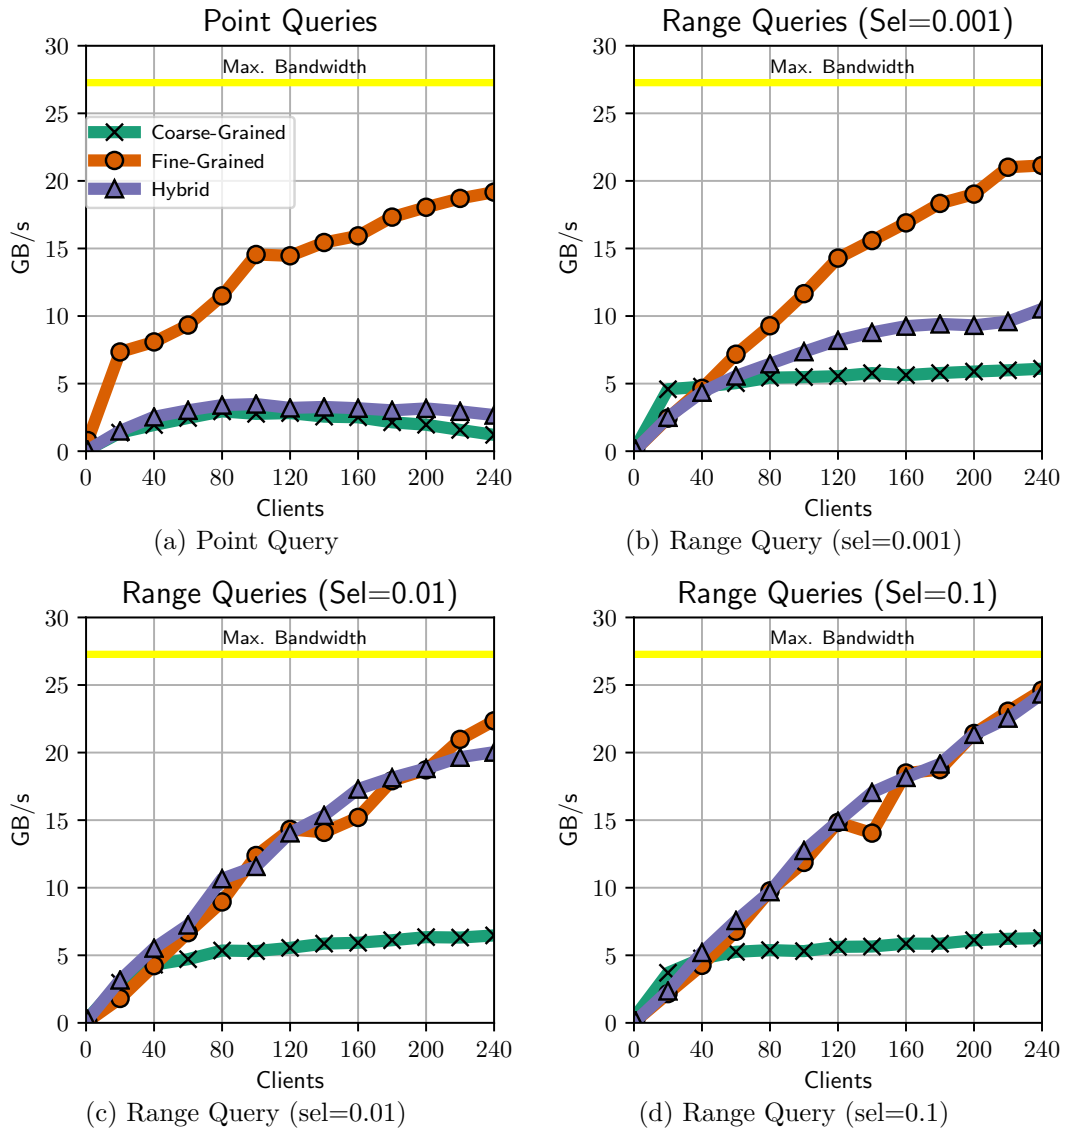 Point Queries
30
25
20
15
10
5
0
GB/s
Max. Bandwidth
Coarse-Grained
Fine-Grained
Hybrid
0 40 80 120 160 200 240
Clients
(a) Point Query
Range Queries (Sel=0.001)
30
25
20
15
10
5
0
GB/s
Max. Bandwidth
0 40 80 120 160 200 240
Clients
(b) Range Query (sel=0.001)
Range Queries (Sel=0.01)
30
25
20
15
10
5
0
GB/s
Max. Bandwidth
0 40 80 120 160 200 240
Clients
(c) Range Query (sel=0.01)
Range Queries (Sel=0.1)
30
25
20
15
10
5
0
GB/s
Max. Bandwidth
0 40 80 120 160 200 240
Clients
(d) Range Query (sel=0.1)